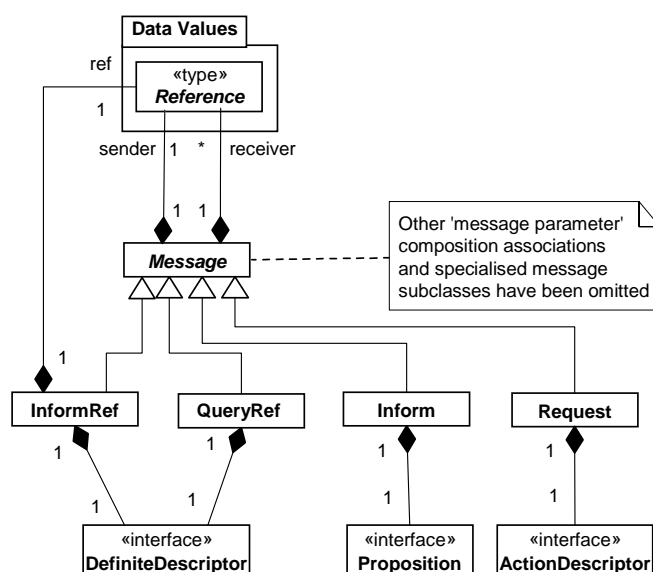 Data Values
ref
«type»
Reference
1
sender 1 * receiver
1 1
Other 'message parameter'
composition associations
and specialised message
subclasses have been omitted
Message
1
InformRef
QueryRef
Inform
Request
1 1 1 1
1 1 1 1
«interface»
DefiniteDescriptor
«interface»
Proposition
«interface»
ActionDescriptor